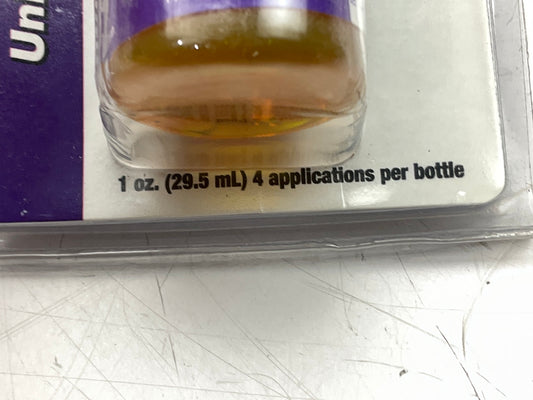 1 oz. (29.5 mL) 4 applications per bottle